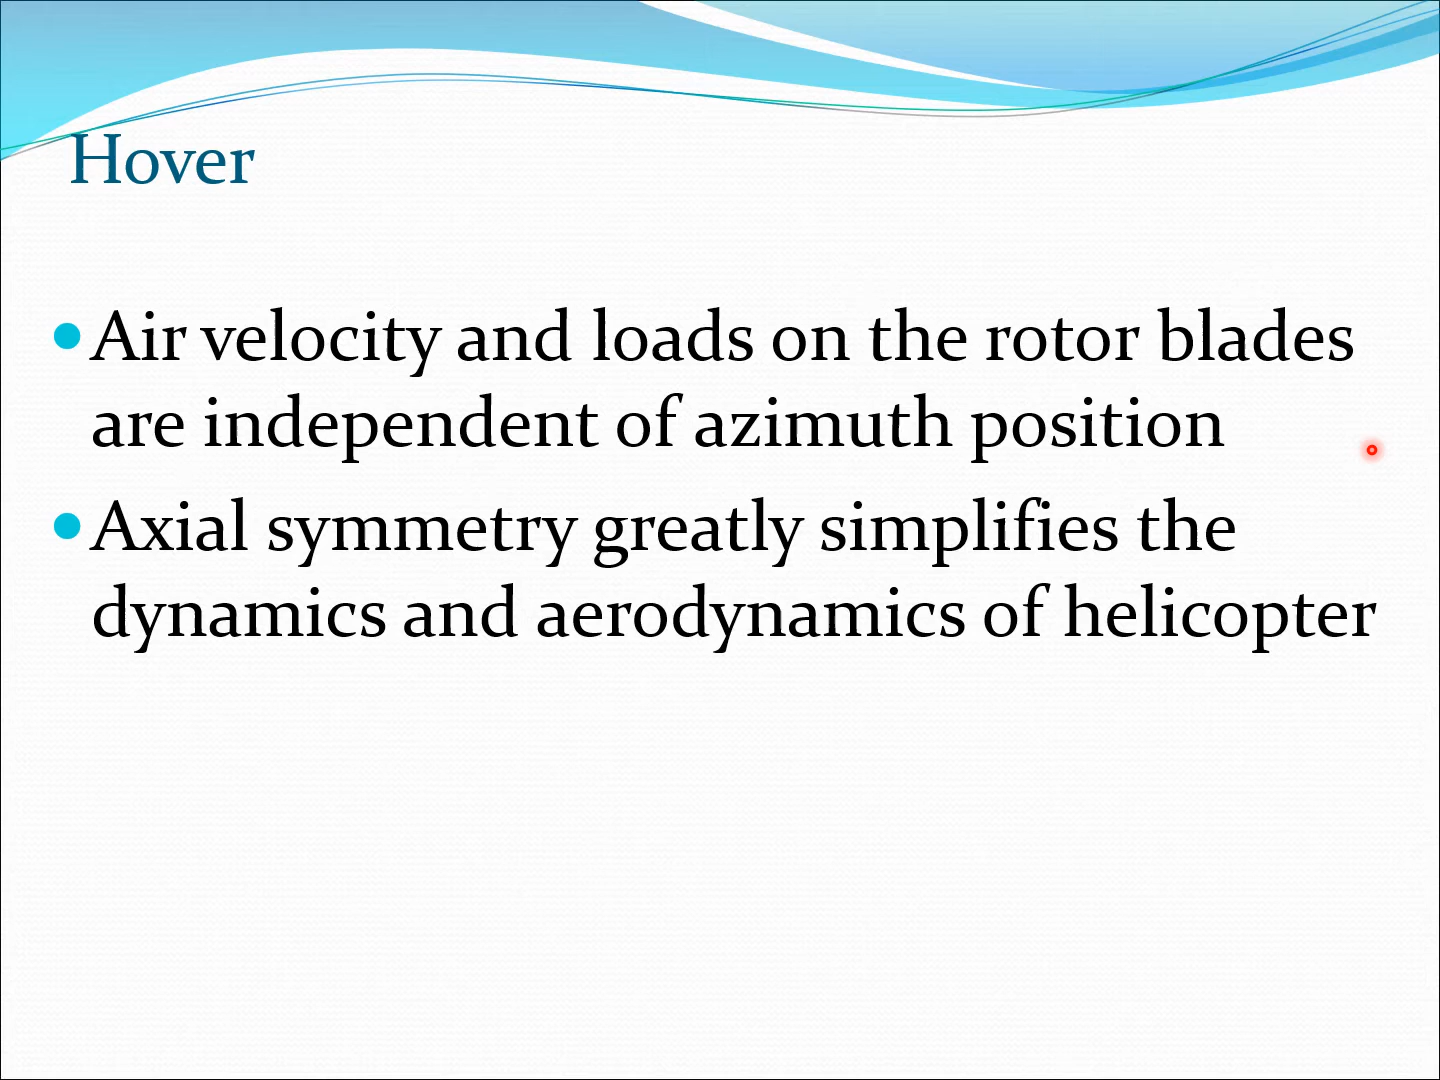 Hover
Air velocity and loads on the rotor blades
are independent of azimuth position
Axial symmetry greatly simplifies the
dynamics and aerodynamics of helicopter